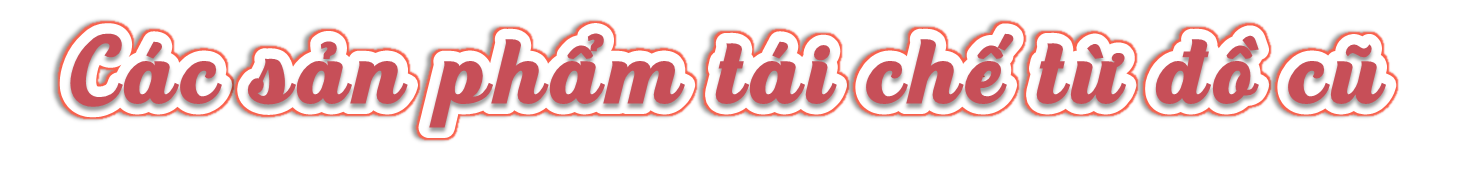 Các sản phẩm tái chế từ đồ cũ